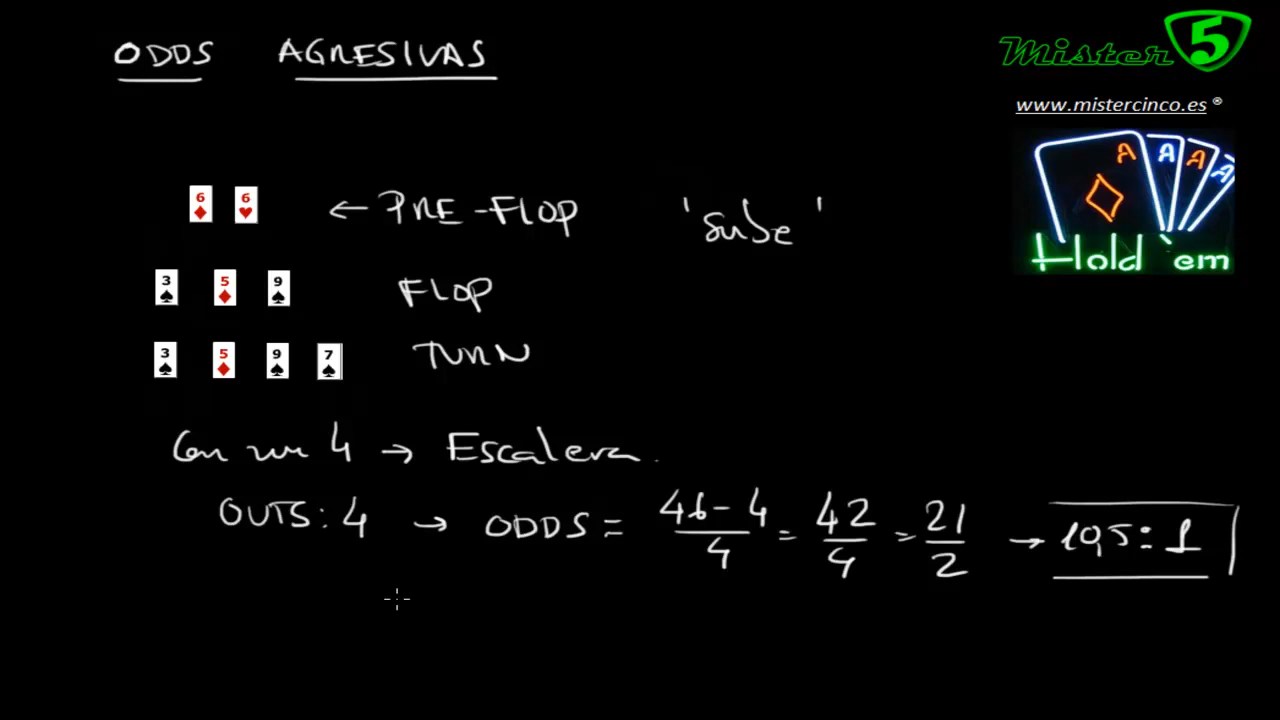 ODDS AGRESIVAS
Mister 5
www.mistercinco.es ®
A A A A
Hold 'em
6 6 ← PRE-FLOP 'sube'
3 5 9 FLOP
3 5 9 7 TURN
Con un 4 → Escalera.
OUTS: 4 → ODDS = 46-4/4 = 42/4 = 21/2 → 10,5:1